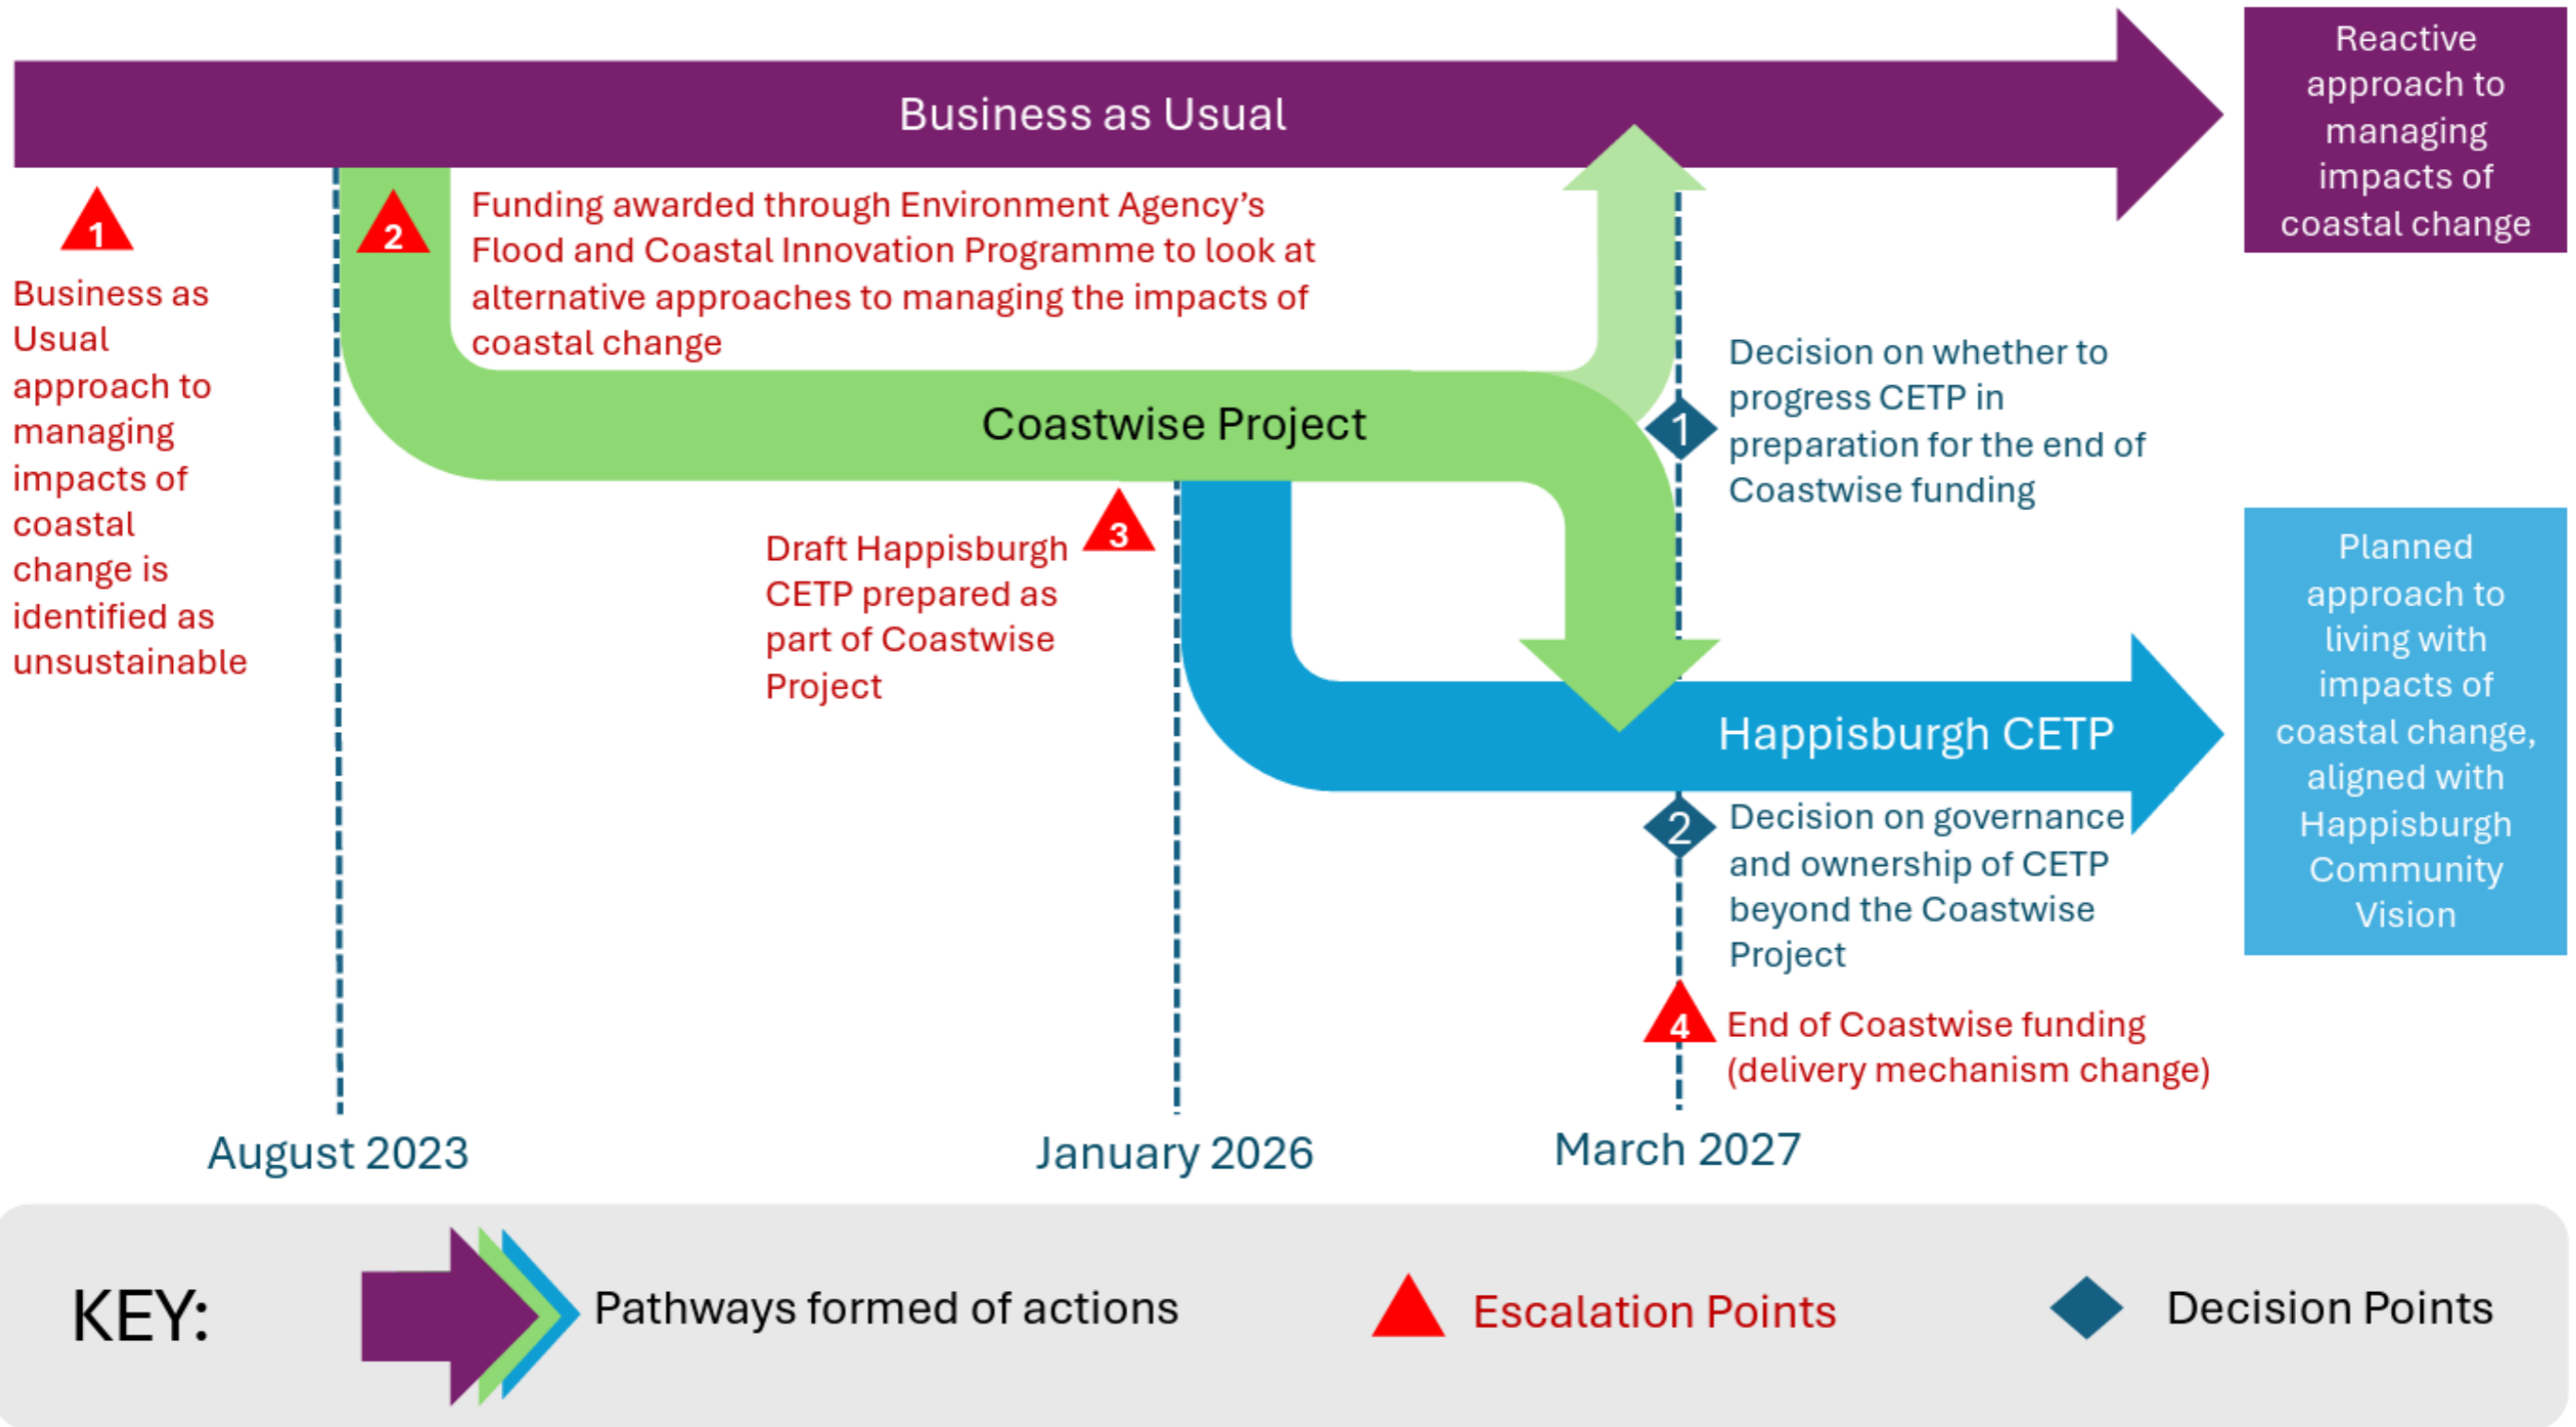 Business as Usual
Reactive
approach to
managing
impacts of
coastal change
1
Business as
Usual
approach to
managing
impacts of
coastal
change is
identified as
unsustainable
2
Funding awarded through Environment Agency’s
Flood and Coastal Innovation Programme to look at
alternative approaches to managing the impacts of
coastal change
Coastwise Project
1
Decision on whether to
progress CETP in
preparation for the end of
Coastwise funding
3
Draft Happisburgh
CETP prepared as
part of Coastwise
Project
Happisburgh CETP
Planned
approach to
living with
impacts of
coastal change,
aligned with
Happisburgh
Community
Vision
2
Decision on governance
and ownership of CETP
beyond the Coastwise
Project
4
End of Coastwise funding
(delivery mechanism change)
August 2023
January 2026
March 2027
KEY:
Pathways formed of actions
Escalation Points
Decision Points